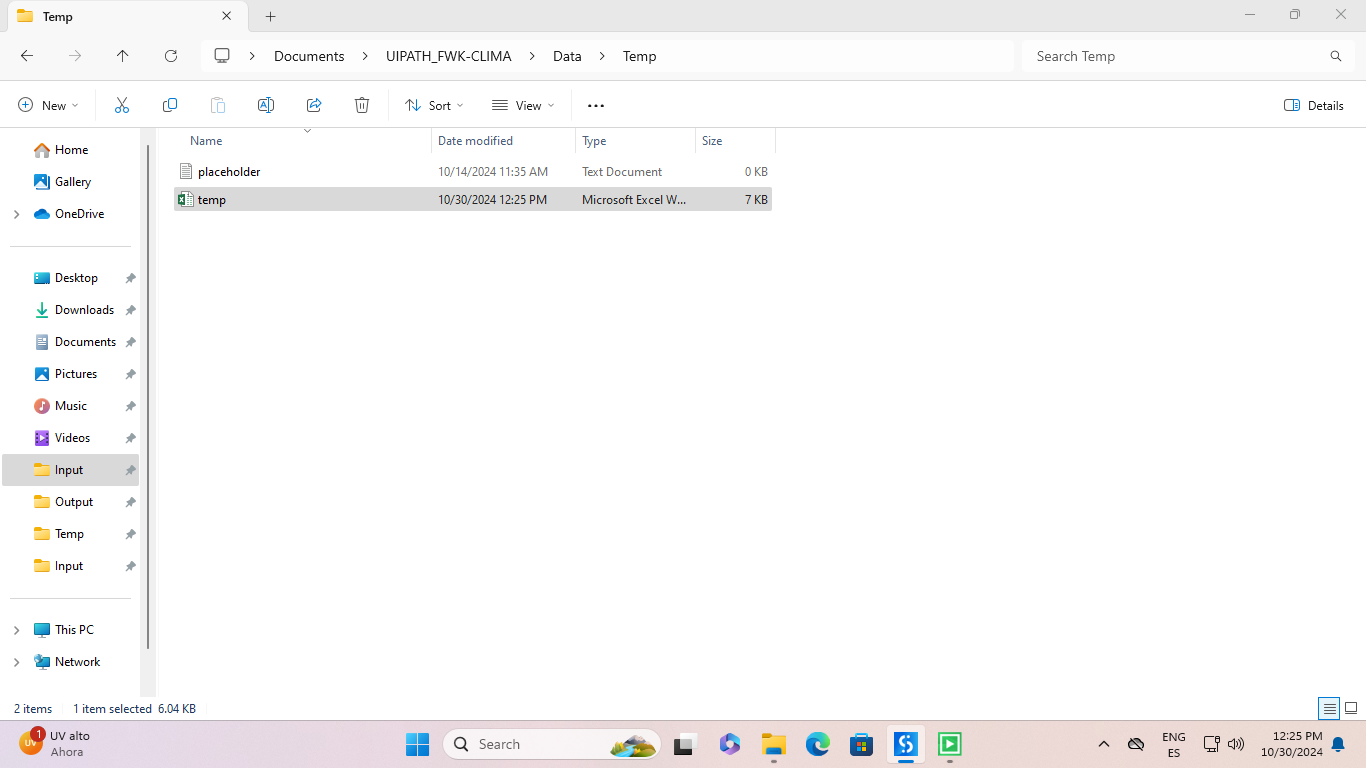 Temp
Documents
UIPATH_FWK-CLIMA
Data
Temp
Search Temp
New
Sort
View
Details
Name
Date modified
Type
Size
placeholder
10/14/2024 11:35 AM
Text Document
0 KB
temp
10/30/2024 12:25 PM
Microsoft Excel W...
7 KB
Home
Gallery
OneDrive
Desktop
Downloads
Documents
Pictures
Music
Videos
Input
Output
Temp
Input
This PC
Network
2 items
1 item selected 6.04 KB
UV
1
UV alto
Ahora
Search
ENG
ES
12:25 PM
10/30/2024